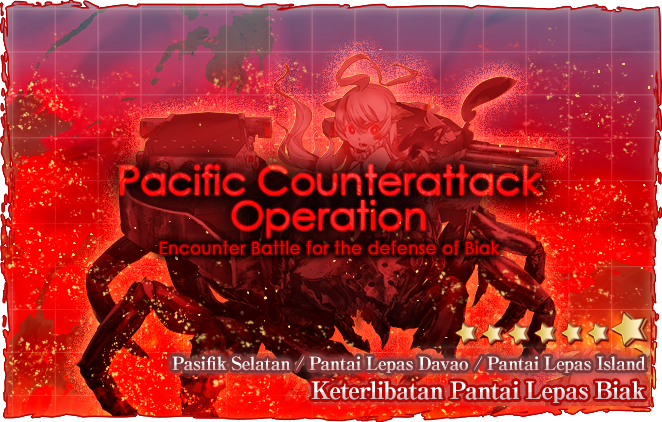 Pacific Counterattack
Operation
Encounter Battle for the defense of Biak
Pasifik Selatan / Pantai Lepas Davao / Pantai Lepas Island
Keterlibatan Pantai Lepas Biak